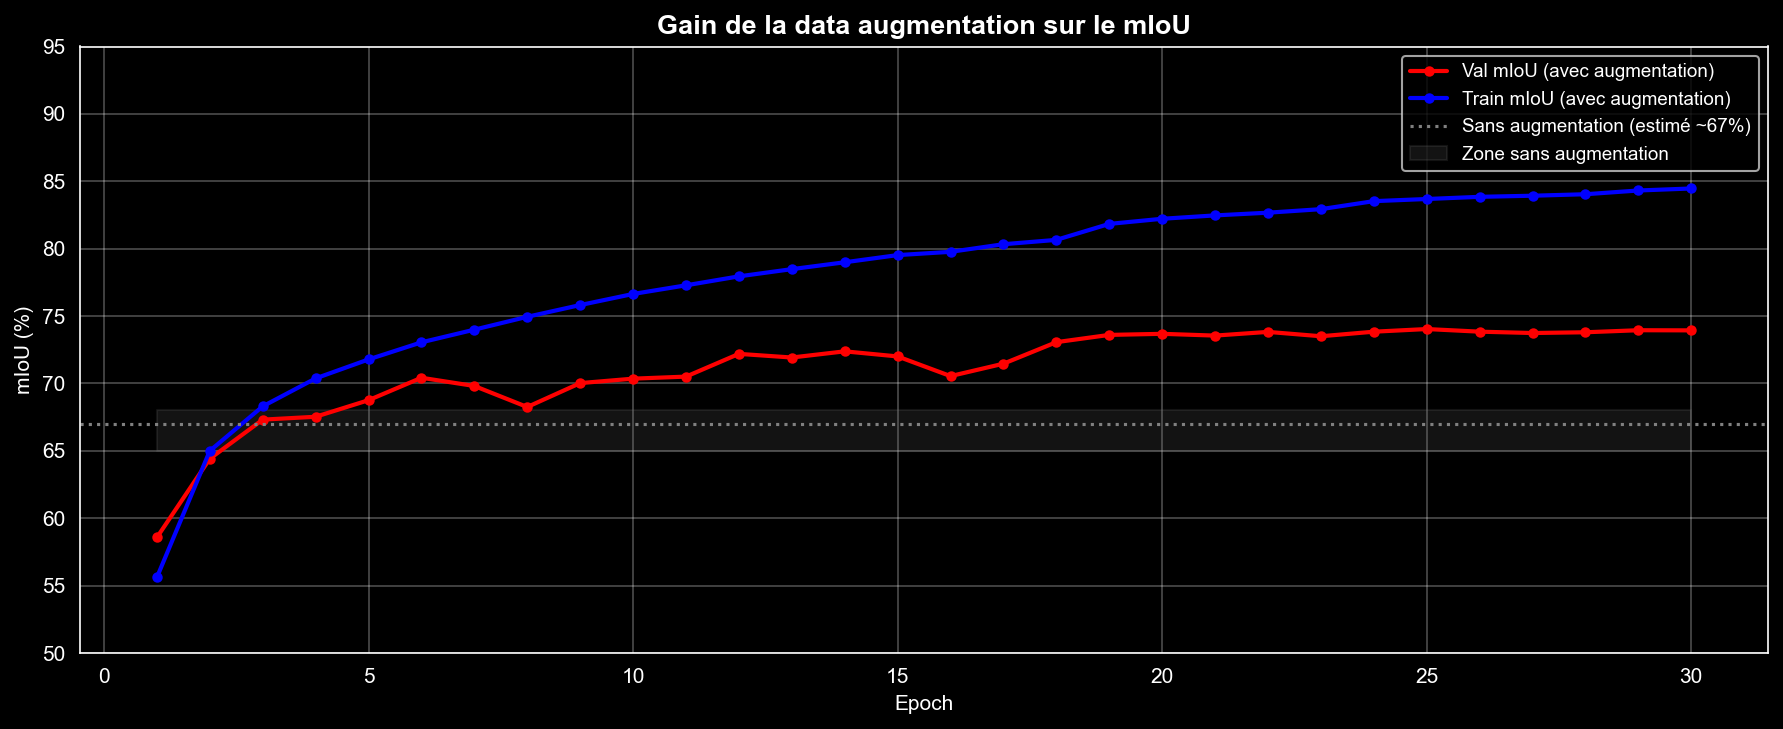 Gain de la data augmentation sur le mIoU
95
90
85
80
75
70
65
60
55
50
mIoU (%)
Val mIoU (avec augmentation)
Train mIoU (avec augmentation)
Sans augmentation (estimé ~67%)
Zone sans augmentation
0 5 10 15 20 25 30
Epoch